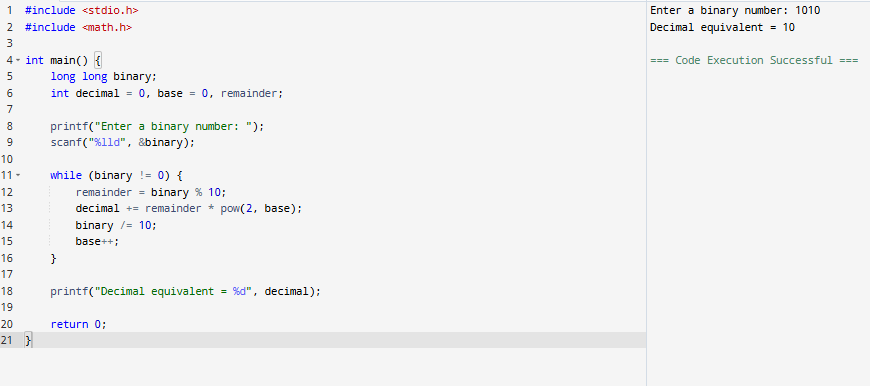 1 #include <stdio.h>
2 #include <math.h>
3
4 int main() {
5     long long binary;
6     int decimal = 0, base = 0, remainder;
7
8     printf("Enter a binary number: ");
9     scanf("%lld", &binary);
10
11     while (binary != 0) {
12         remainder = binary % 10;
13         decimal += remainder * pow(2, base);
14         binary /= 10;
15         base++;
16     }
17
18     printf("Decimal equivalent = %d", decimal);
19
20     return 0;
21 }
Enter a binary number: 1010
Decimal equivalent = 10
=== Code Execution Successful ===